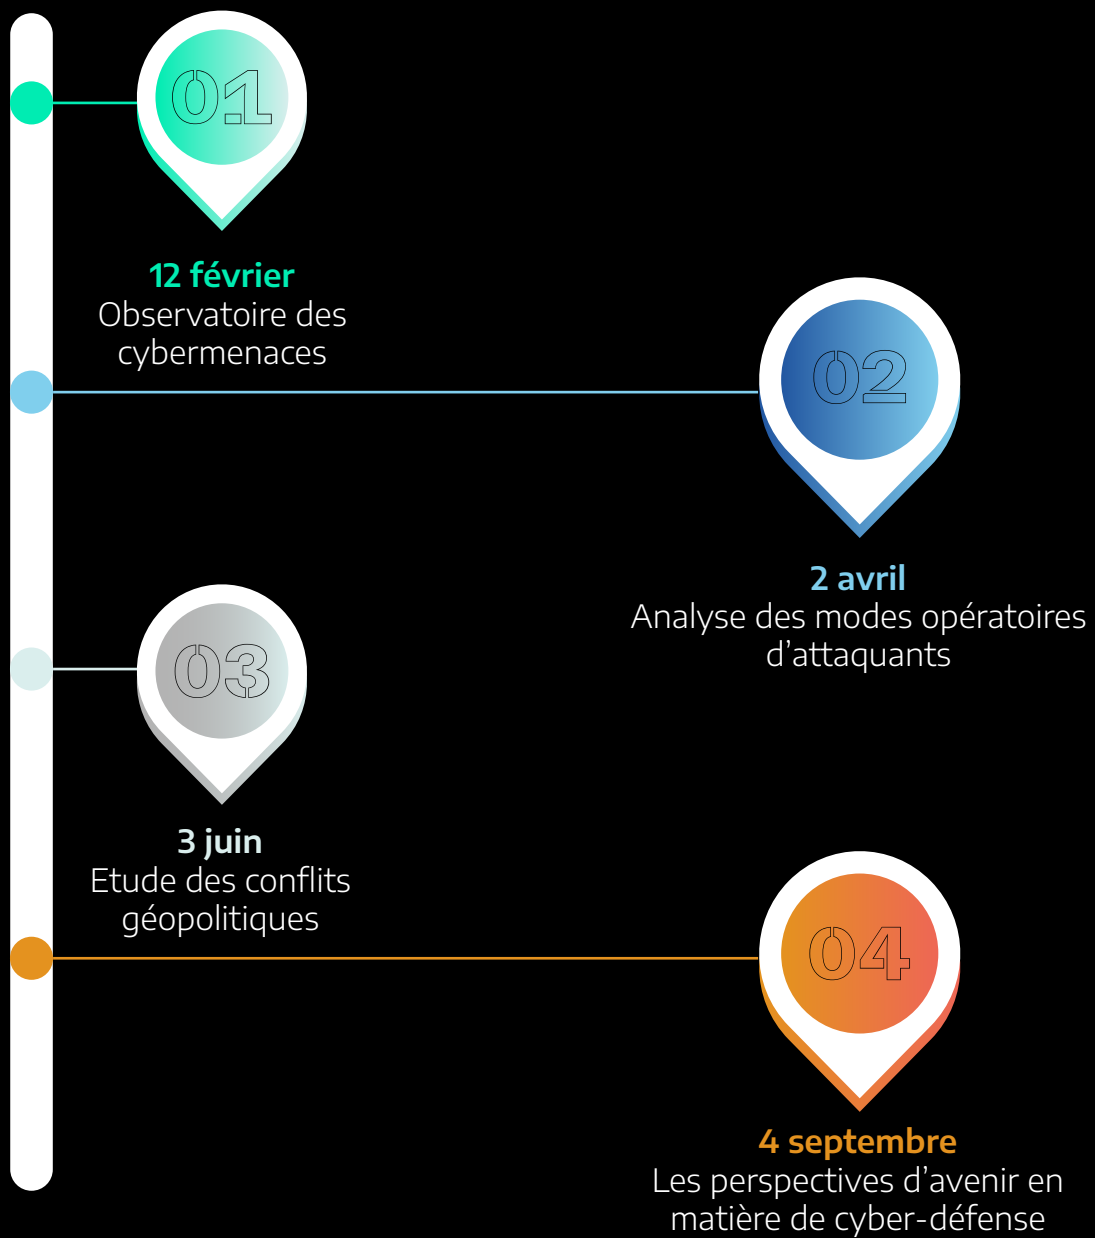 01
12 février
Observatoire des
cybermenaces
02
2 avril
Analyse des modes opératoires
d’attaquants
03
3 juin
Etude des conflits
géopolitiques
04
4 septembre
Les perspectives d’avenir en
matière de cyber-défense